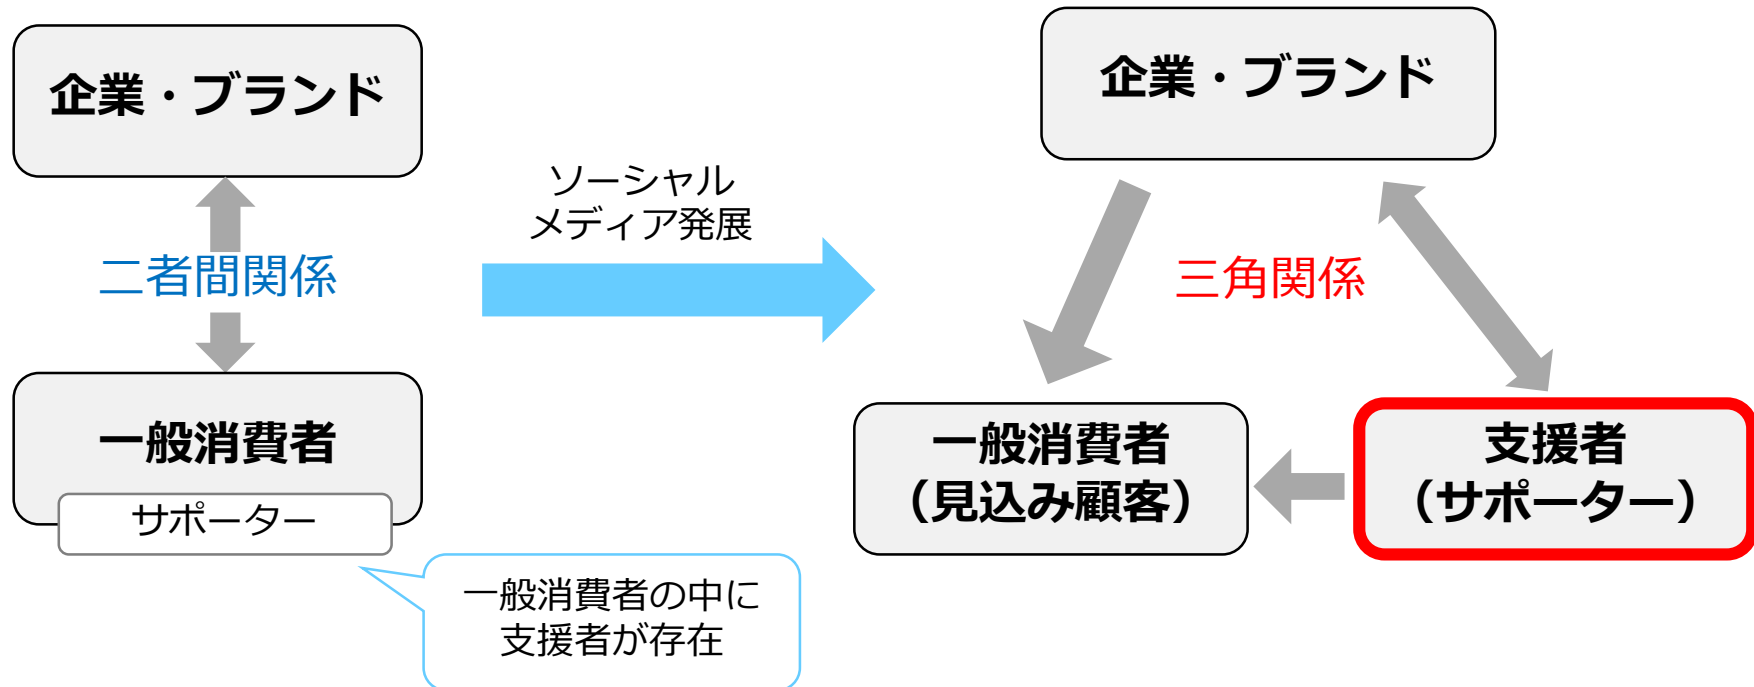 企業・ブランド
二者間関係
一般消費者
サポーター
一般消費者の中に
支援者が存在
ソーシャル
メディア発展
企業・ブランド
三角関係
一般消費者
（見込み顧客）
支援者
（サポーター）